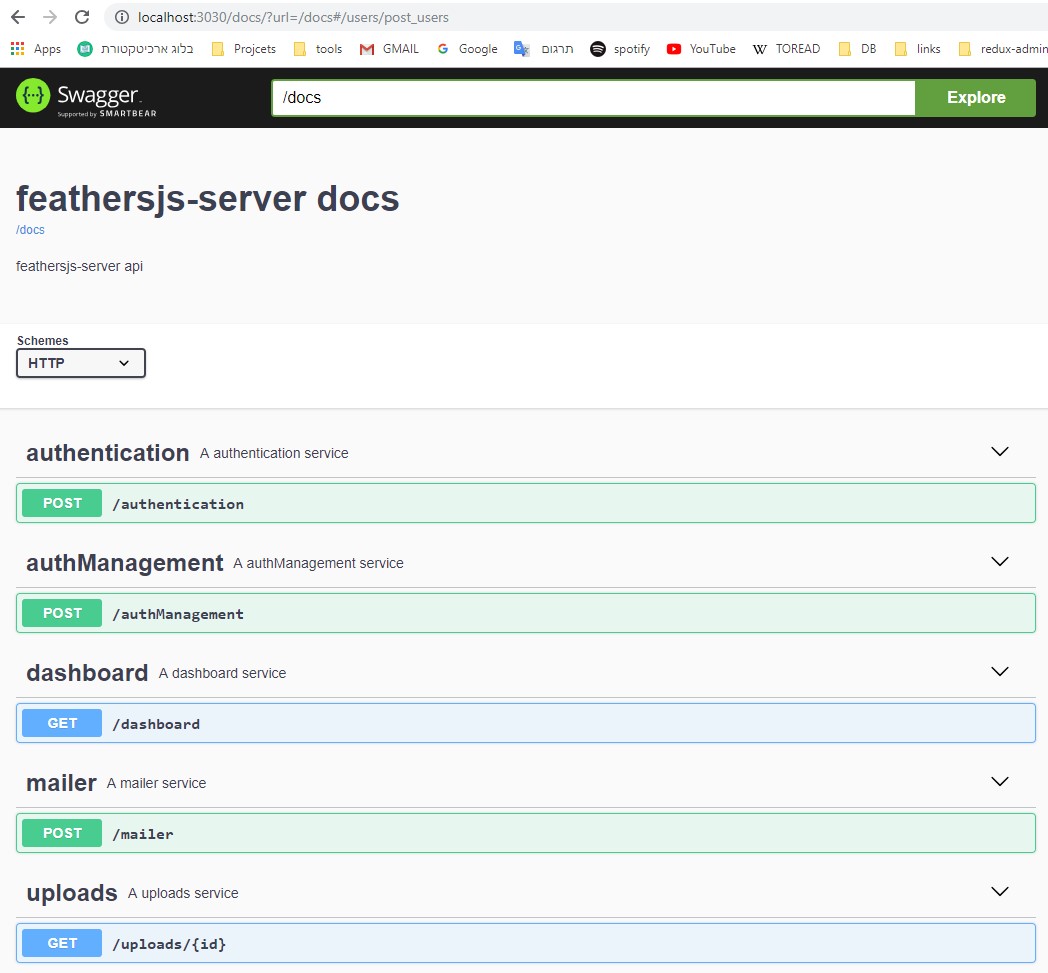 localhost:3030/docs/?url=/docs#/users/post_users
Apps בלוג ארכיטקטורת Projcets tools GMAIL Google תרגום spotify YouTube TOREAD DB links redux-admin
Swagger
Supported by SMARTBEAR
/docs
Explore
feathersjs-server docs
/docs
feathersjs-server api
Schemes
HTTP
authentication A authentication service
POST /authentication
authManagement A authManagement service
POST /authManagement
dashboard A dashboard service
GET /dashboard
mailer A mailer service
POST /mailer
uploads A uploads service
GET /uploads/{id}